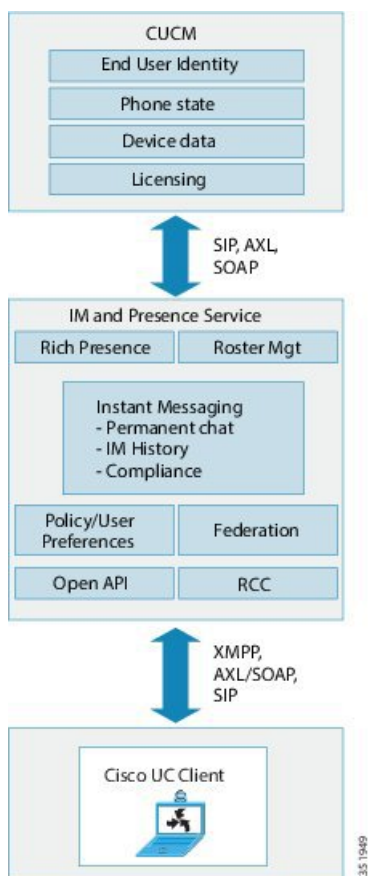 CUCM
End User Identity
Phone state
Device data
Licensing
SIP, AXL,
SOAP
IM and Presence Service
Rich Presence
Roster Mgt
Instant Messaging
- Permanent chat
- IM History
- Compliance
Policy/User
Preferences
Federation
Open API
RCC
XMPP,
AXL/SOAP,
SIP
Cisco UC Client
351949